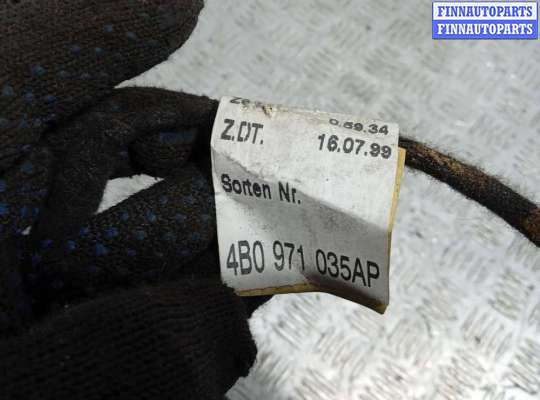 FINNAUTOPARTS
FINNAUTOPARTS
Z.DT. 16.07.99
Sorten Nr.
4B0 971 035AP